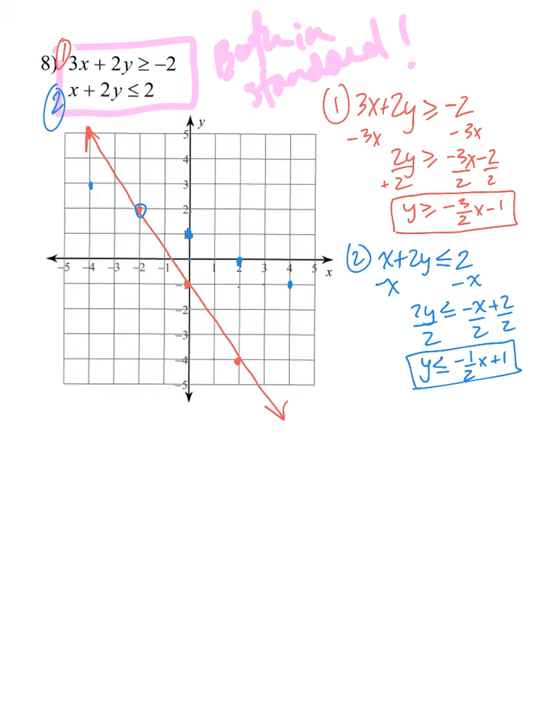 Both in
standard!
8) 1 3x + 2y ≥ −2
2 x + 2y ≤ 2
y
5
4
3
2
1
−5 −4 −3 −2 −1 1 2 3 4 5 x
−2
−3
−4
−5
① 3x+2y ≥ -2
-3x -3x
2y ≥ -3x-2
+2 2 2
y ≥ -3/2x-1
② x+2y ≤ 2
-x -x
2y ≤ -x+2
2 2 2
y ≤ -1/2x+1